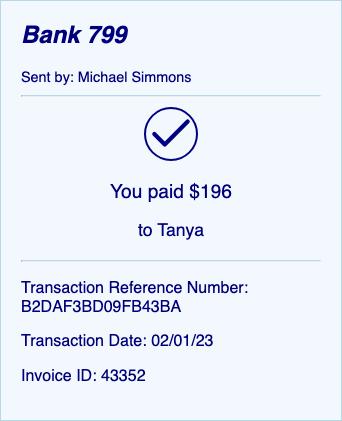 Bank 799
Sent by: Michael Simmons
You paid $196
to Tanya
Transaction Reference Number:
B2DAF3BD09FB43BA
Transaction Date: 02/01/23
Invoice ID: 43352